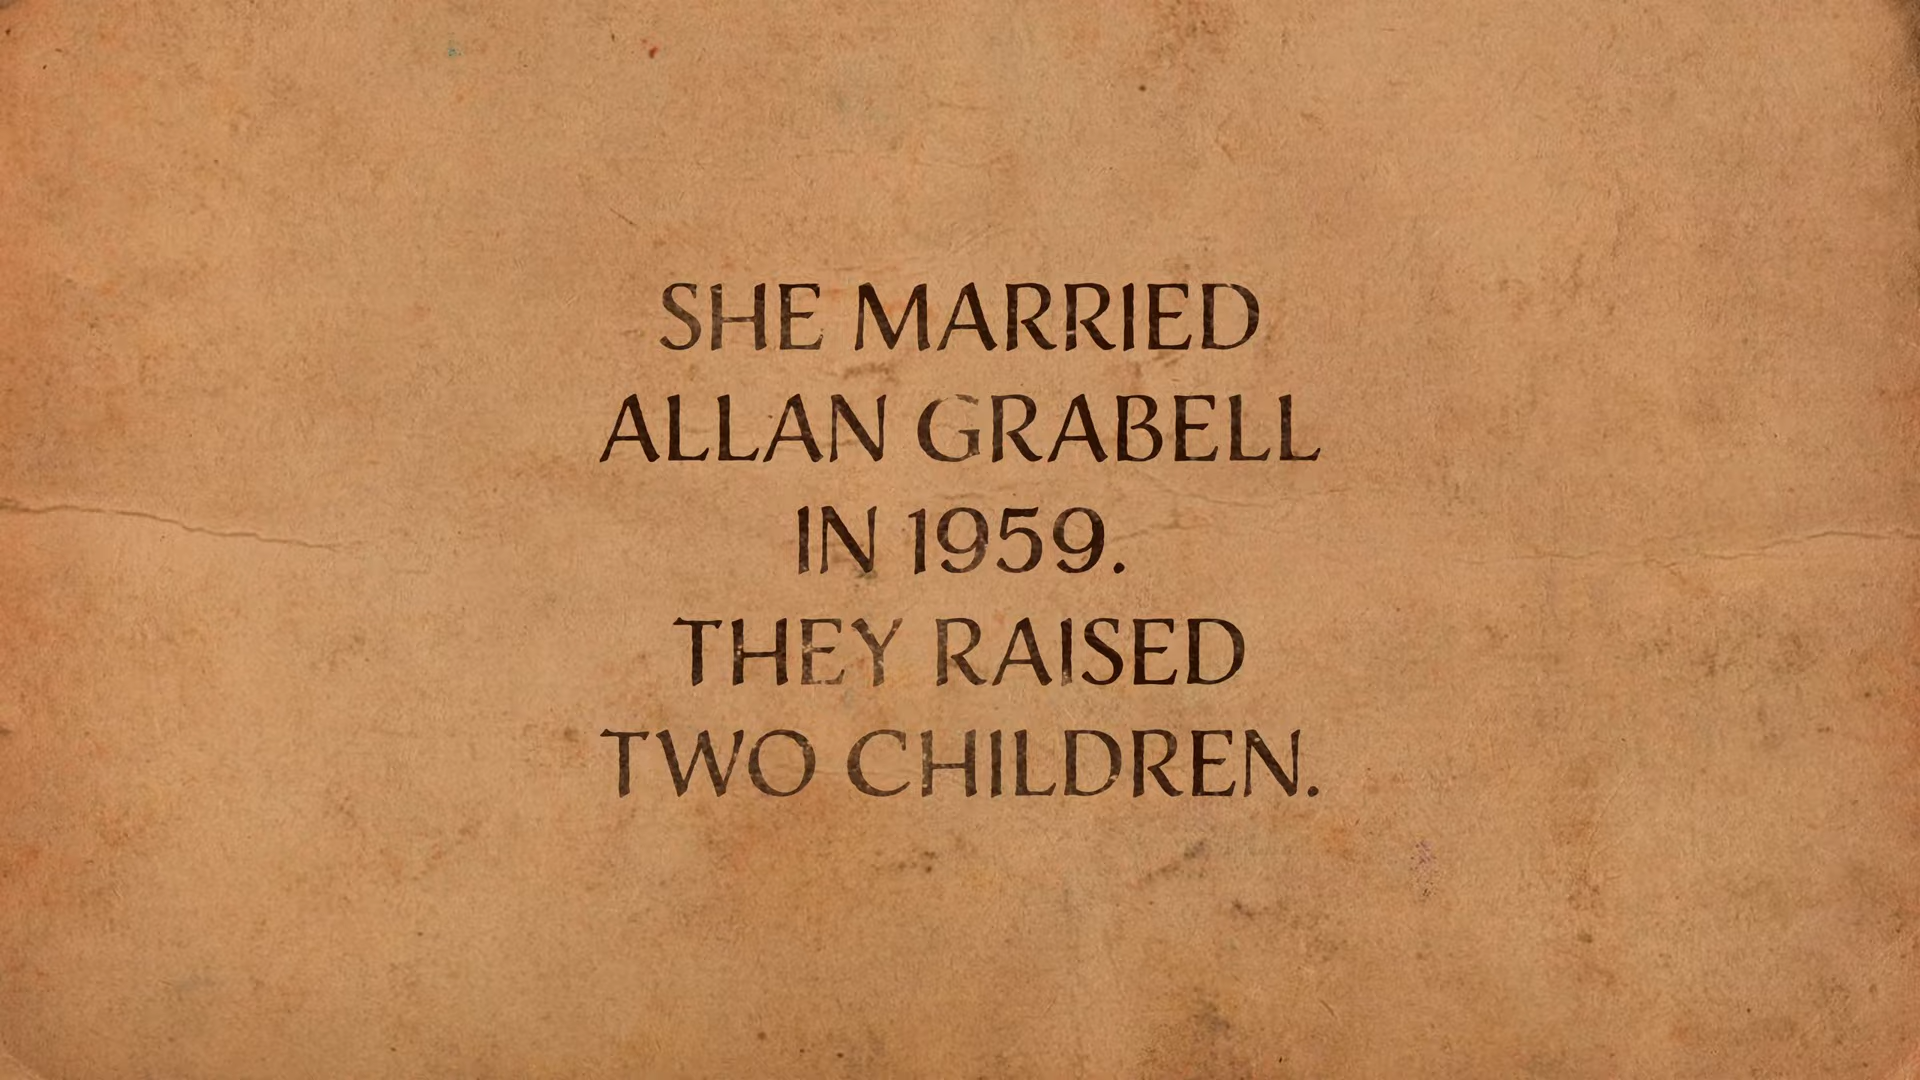 SHE MARRIED
ALLAN GRABELL
IN 1959.
THEY RAISED
TWO CHILDREN.